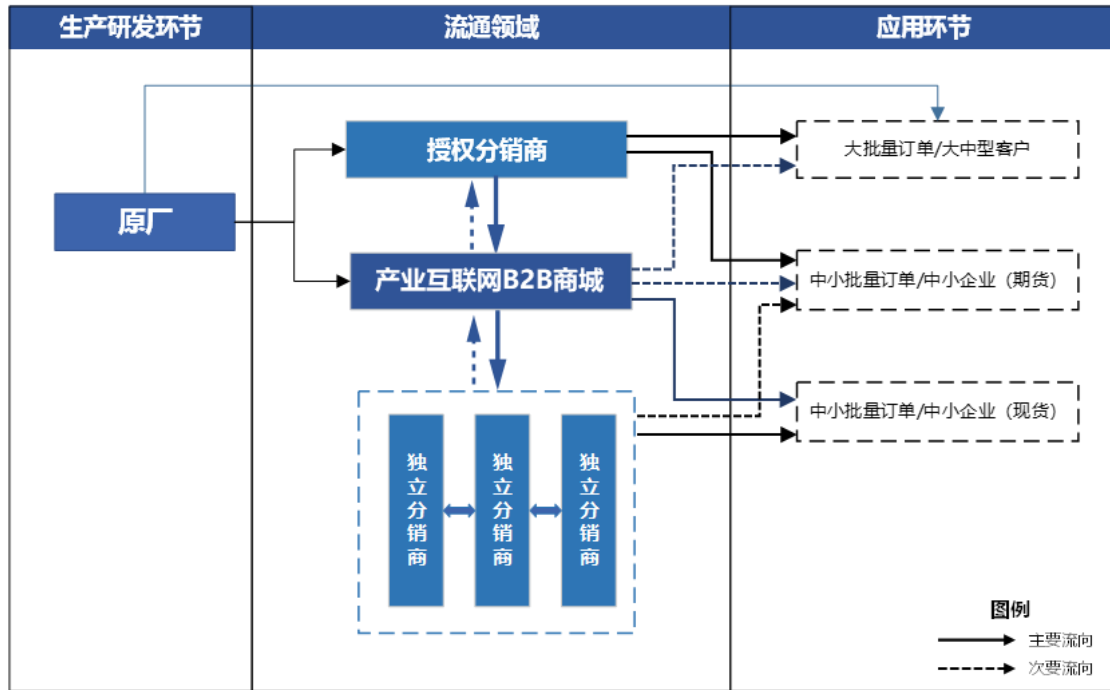 生产研发环节
流通领域
应用环节
授权分销商
大批量订单/大中型客户
原厂
产业互联网B2B商城
中小批量订单/中小企业（期货）
中小批量订单/中小企业（现货）
独立分销商
独立分销商
独立分销商
图例
主要流向
次要流向